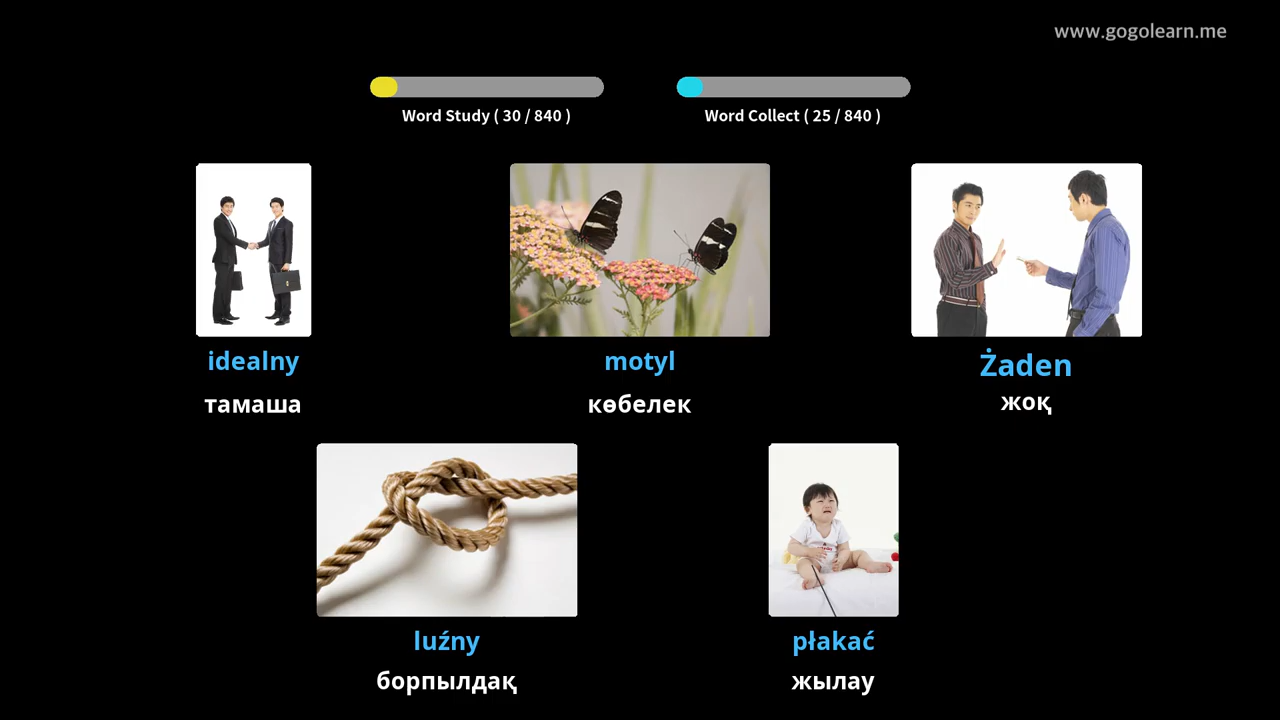 www.gogolearn.me
Word Study ( 30 / 840 )
Word Collect ( 25 / 840 )
idealny
тамаша
motyl
көбелек
Żaden
жоқ
luźny
борпылдақ
płakać
жылау